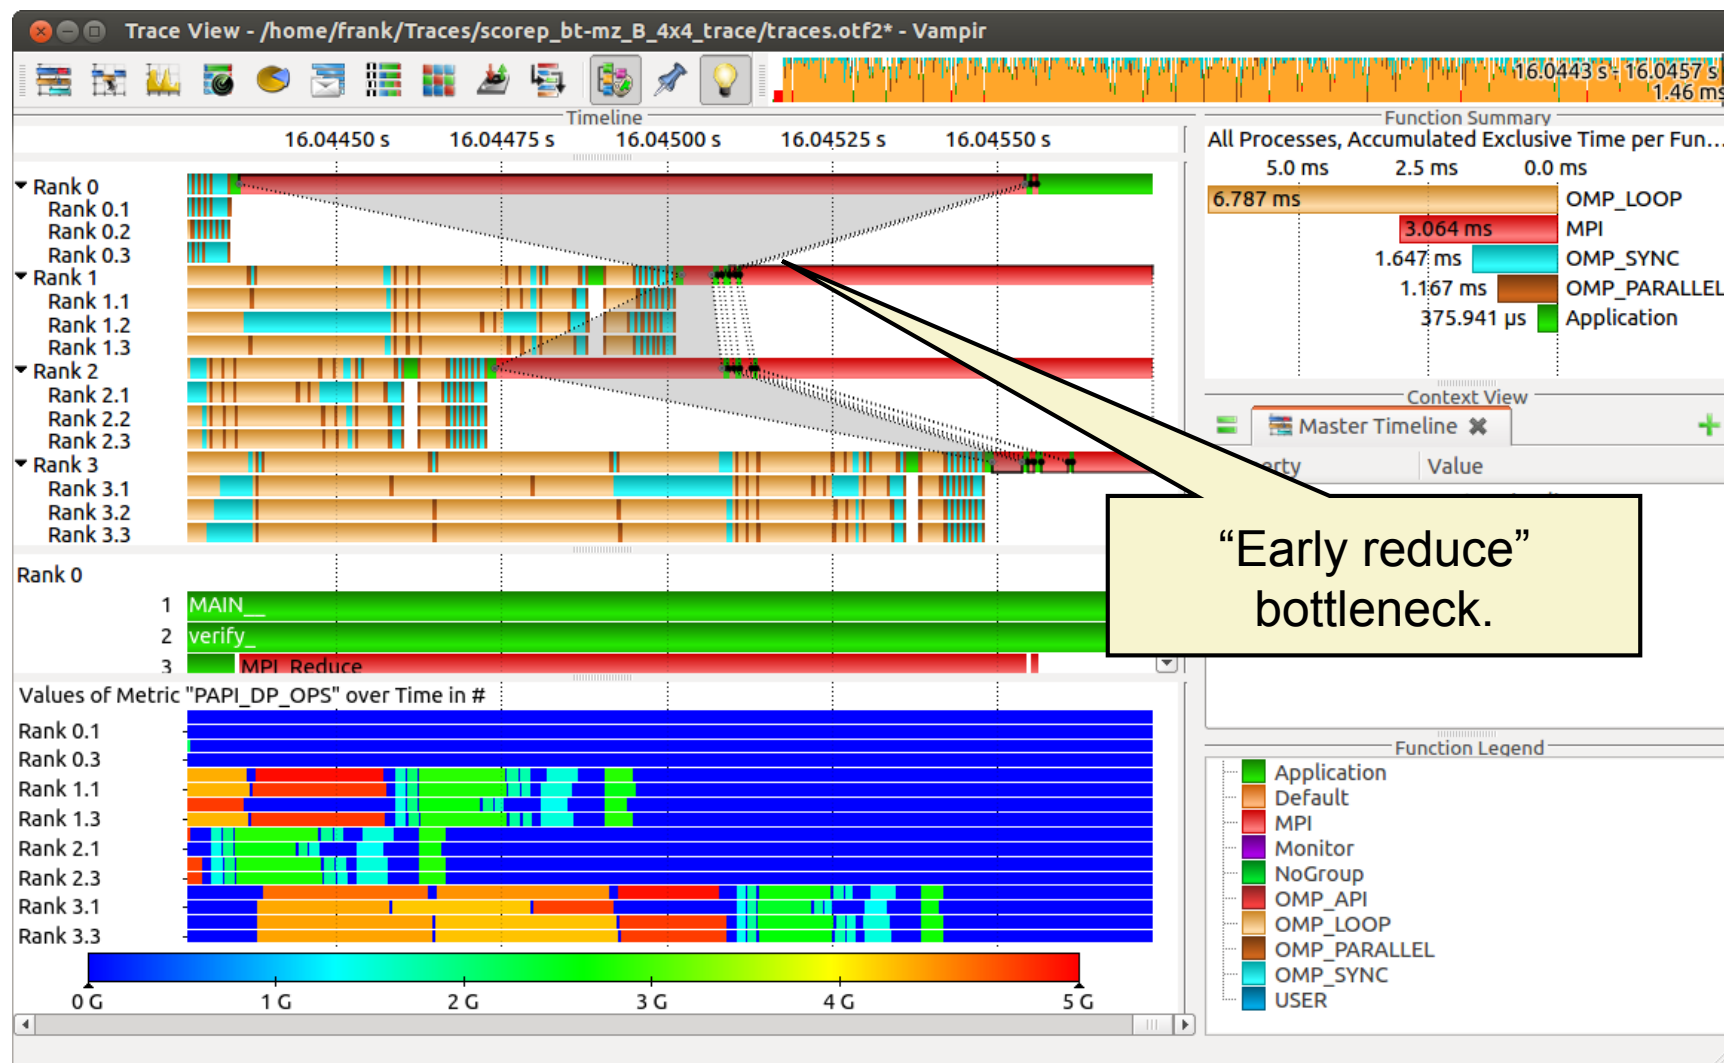 Trace View - /home/frank/Traces/scorep_bt-mz_B_4x4_trace/traces.otf2* - Vampir
16.0443 s - 16.0457 s
1.46 ms
Timeline
16.04450 s 16.04475 s 16.04500 s 16.04525 s 16.04550 s
Rank 0
Rank 0.1
Rank 0.2
Rank 0.3
Rank 1
Rank 1.1
Rank 1.2
Rank 1.3
Rank 2
Rank 2.1
Rank 2.2
Rank 2.3
Rank 3
Rank 3.1
Rank 3.2
Rank 3.3
Rank 0
1 MAIN__
2 verify_
3 MPI_Reduce
Values of Metric "PAPI_DP_OPS" over Time in #
Rank 0.1
Rank 0.3
Rank 1.1
Rank 1.3
Rank 2.1
Rank 2.3
Rank 3.1
Rank 3.3
0 G 1 G 2 G 3 G 4 G 5 G
Function Summary
All Processes, Accumulated Exclusive Time per Fun...
5.0 ms 2.5 ms 0.0 ms
6.787 ms OMP_LOOP
3.064 ms MPI
1.647 ms OMP_SYNC
1.167 ms OMP_PARALLEL
375.941 µs Application
Context View
Master Timeline
Value
“Early reduce”
bottleneck.
Function Legend
Application
Default
MPI
Monitor
NoGroup
OMP_API
OMP_LOOP
OMP_PARALLEL
OMP_SYNC
USER